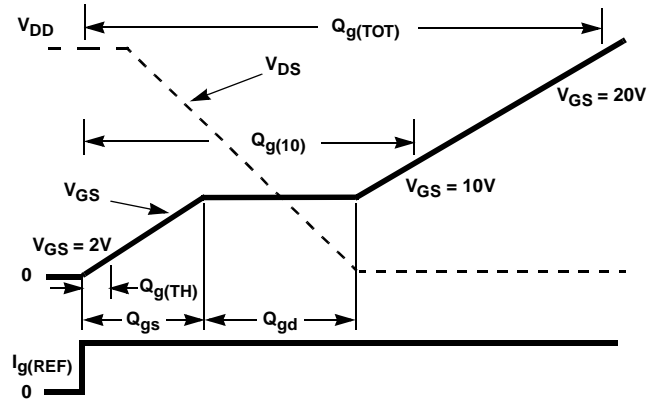 V_DD
Q_g(TOT)
V_DS
V_GS = 20V
Q_g(10)
V_GS
V_GS = 10V
V_GS = 2V
0
Q_g(TH)
Q_gs
Q_gd
I_g(REF)
0